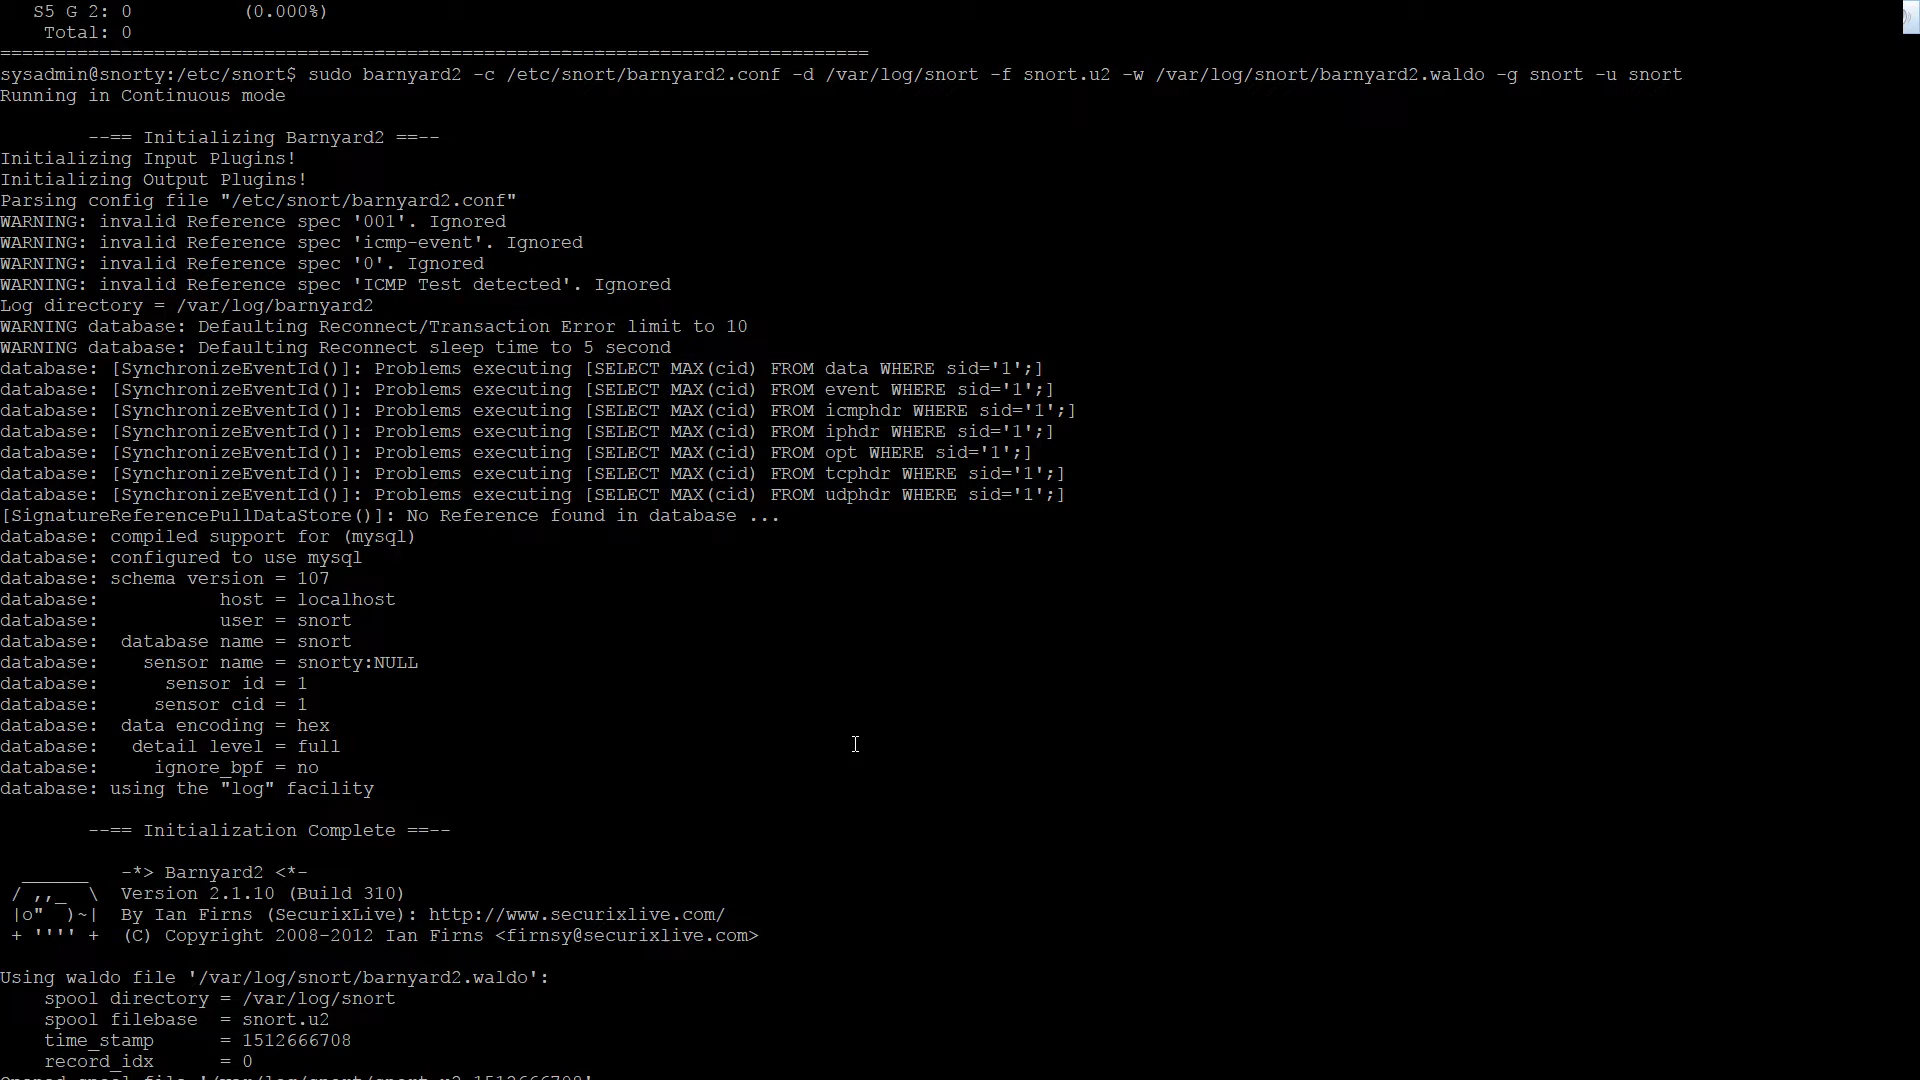 S5 G 2: 0          (0.000%)
Total: 0
===============================================================================
sysadmin@snorty:/etc/snort$ sudo barnyard2 -c /etc/snort/barnyard2.conf -d /var/log/snort -f snort.u2 -w /var/log/snort/barnyard2.waldo -g snort -u snort
Running in Continuous mode
--== Initializing Barnyard2 ==--
Initializing Input Plugins!
Initializing Output Plugins!
Parsing config file "/etc/snort/barnyard2.conf"
WARNING: invalid Reference spec '001'. Ignored
WARNING: invalid Reference spec 'icmp-event'. Ignored
WARNING: invalid Reference spec '0'. Ignored
WARNING: invalid Reference spec 'ICMP Test detected'. Ignored
Log directory = /var/log/barnyard2
WARNING database: Defaulting Reconnect/Transaction Error limit to 10
WARNING database: Defaulting Reconnect sleep time to 5 second
database: [SynchronizeEventId()]: Problems executing [SELECT MAX(cid) FROM data WHERE sid='1';]
database: [SynchronizeEventId()]: Problems executing [SELECT MAX(cid) FROM event WHERE sid='1';]
database: [SynchronizeEventId()]: Problems executing [SELECT MAX(cid) FROM icmphdr WHERE sid='1';]
database: [SynchronizeEventId()]: Problems executing [SELECT MAX(cid) FROM iphdr WHERE sid='1';]
database: [SynchronizeEventId()]: Problems executing [SELECT MAX(cid) FROM opt WHERE sid='1';]
database: [SynchronizeEventId()]: Problems executing [SELECT MAX(cid) FROM tcphdr WHERE sid='1';]
database: [SynchronizeEventId()]: Problems executing [SELECT MAX(cid) FROM udphdr WHERE sid='1';]
[SignatureReferencePullDataStore()]: No Reference found in database ...
database: compiled support for (mysql)
database: configured to use mysql
database: schema version = 107
database:           host = localhost
database:           user = snort
database:  database name = snort
database:    sensor name = snorty:NULL
database:      sensor id = 1
database:     sensor cid = 1
database:  data encoding = hex
database:   detail level = full
database:     ignore_bpf = no
database: using the "log" facility
--== Initialization Complete ==--
______   -*> Barnyard2 <*-
/ ,,_  \  Version 2.1.10 (Build 310)
|o"  )~|  By Ian Firns (SecurixLive): http://www.securixlive.com/
+ '''' +  (C) Copyright 2008-2012 Ian Firns <firnsy@securixlive.com>
Using waldo file '/var/log/snort/barnyard2.waldo':
spool directory = /var/log/snort
spool filebase  = snort.u2
time_stamp      = 1512666708
record_idx      = 0
Opened spool file '/var/log/snort/snort.u2.1512666708'